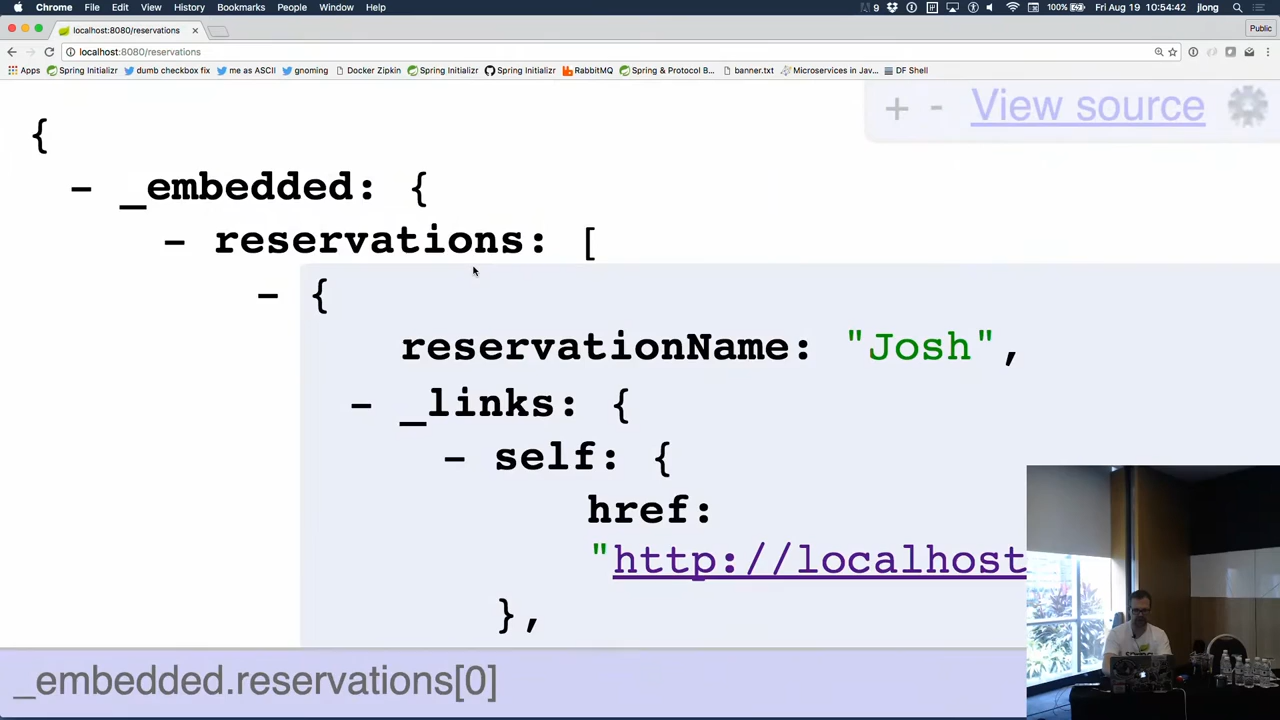 Chrome File Edit View History Bookmarks People Window Help 9 100% Fri Aug 19 10:54:42 jlong
localhost:8080/reservations Public
localhost:8080/reservations
Apps Spring Initializr dumb checkbox fix me as ASCII gnoming Docker Zipkin Spring Initializr Spring Initializr RabbitMQ Spring & Protocol B... banner.txt Microservices in Jav... DF Shell
+ - View source
{
- _embedded: {
- reservations: [
- {
reservationName: "Josh",
- _links: {
- self: {
href:
"http://localhost
},
_embedded.reservations[0]